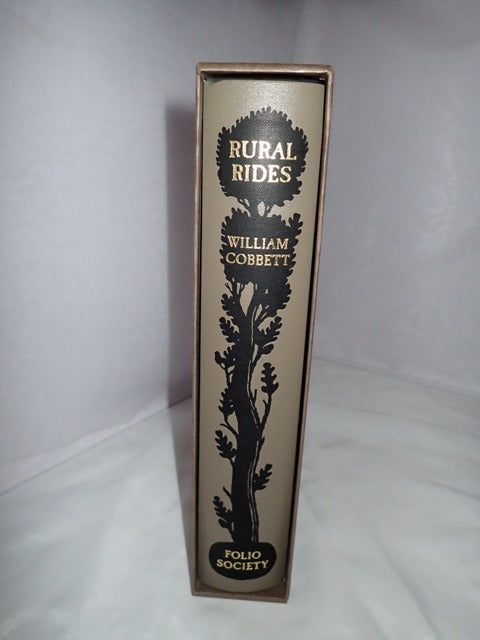 RURAL
RIDES
WILLIAM
COBBETT
FOLIO
SOCIETY